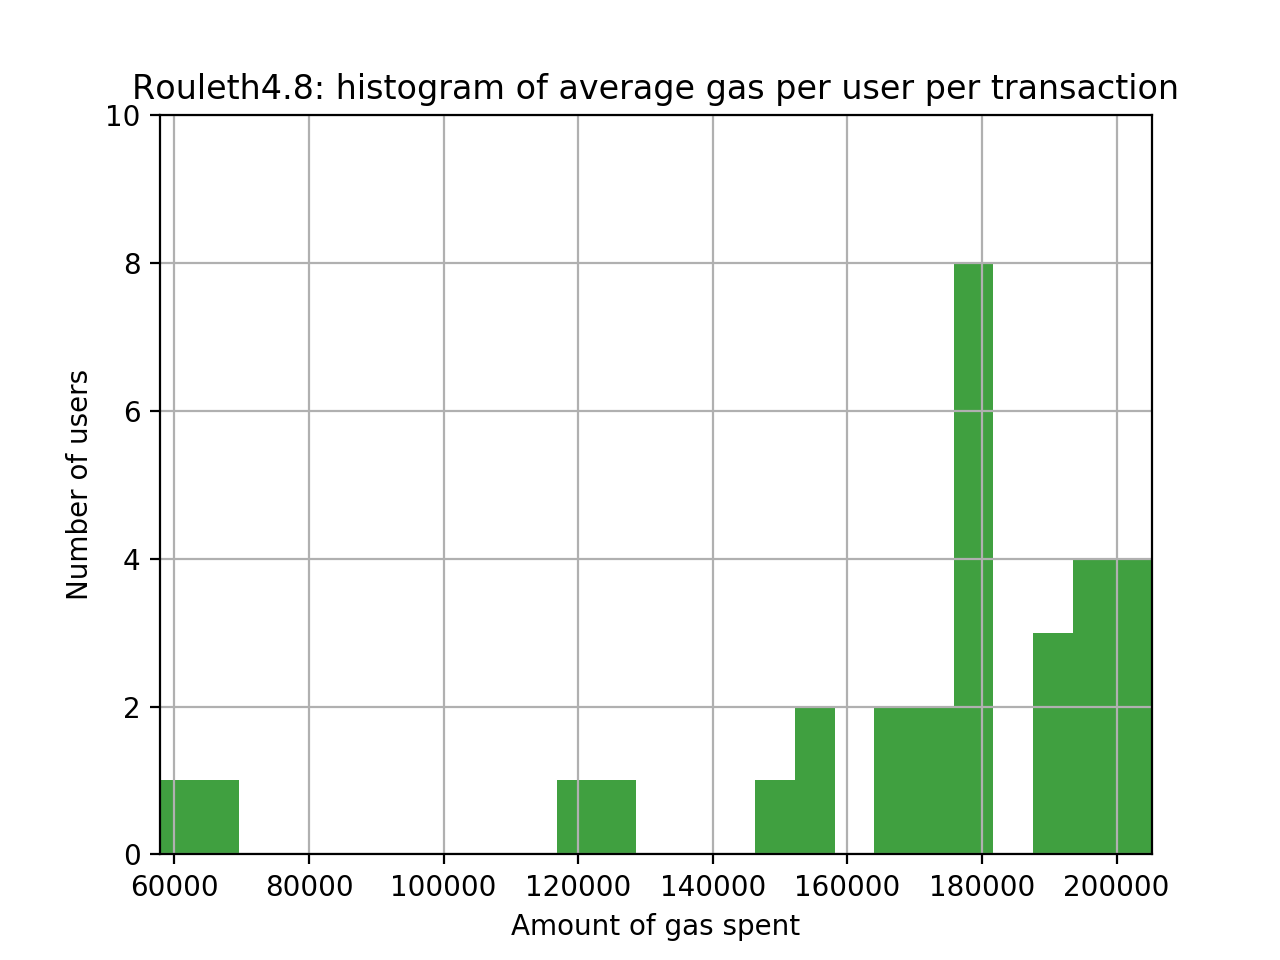 Rouleth4.8: histogram of average gas per user per transaction
10
8
6
4
2
0
Number of users
60000 80000 100000 120000 140000 160000 180000 200000
Amount of gas spent